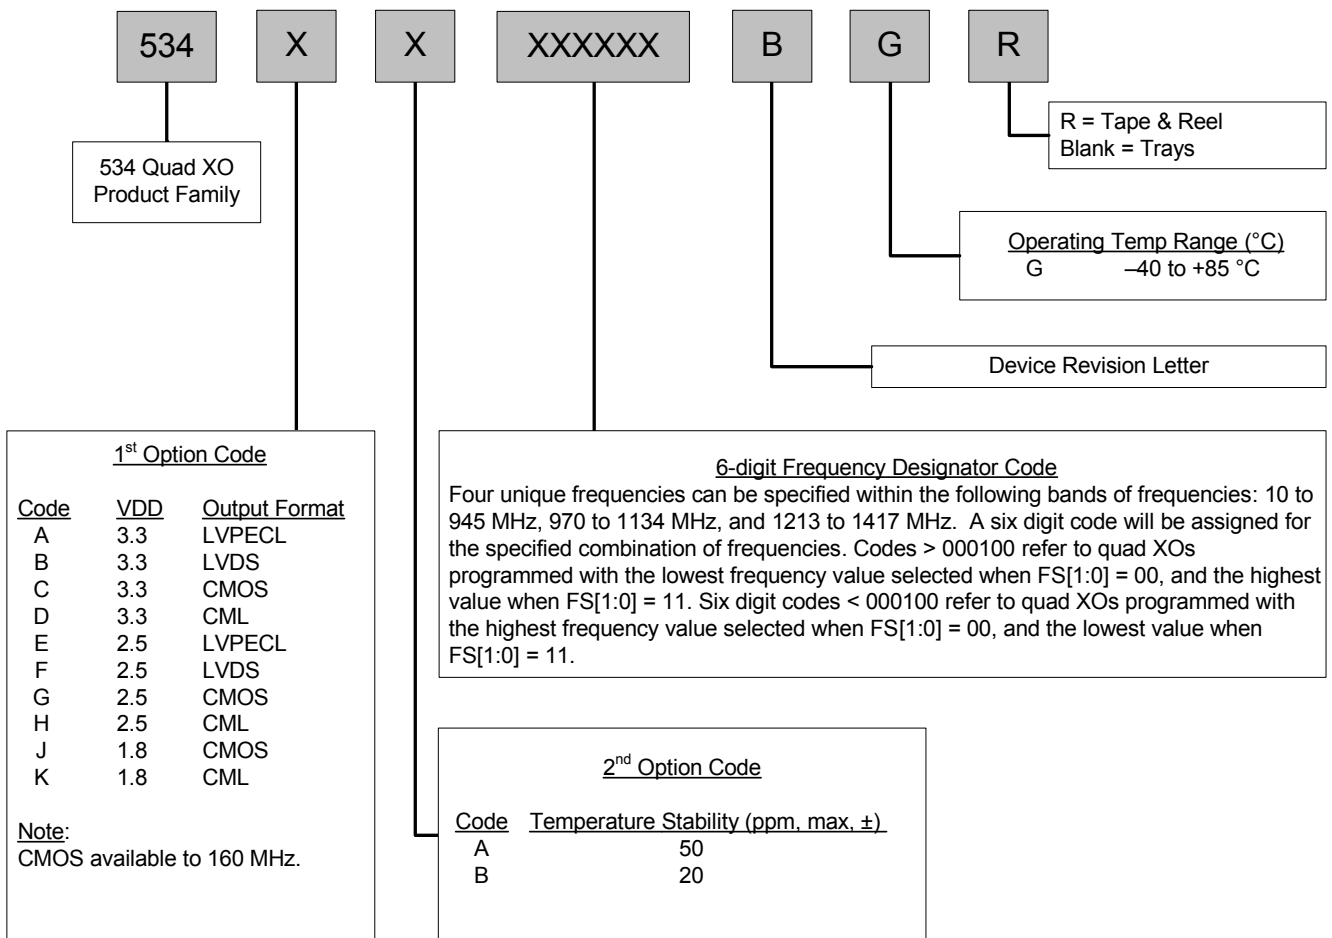 534 X X XXXXXX B G R
R = Tape & Reel
Blank = Trays
534 Quad XO
Product Family
Operating Temp Range (°C)
G –40 to +85 °C
Device Revision Letter
1st Option Code
Code VDD Output Format
A 3.3 LVPECL
B 3.3 LVDS
C 3.3 CMOS
D 3.3 CML
E 2.5 LVPECL
F 2.5 LVDS
G 2.5 CMOS
H 2.5 CML
J 1.8 CMOS
K 1.8 CML
Note:
CMOS available to 160 MHz.
6-digit Frequency Designator Code
Four unique frequencies can be specified within the following bands of frequencies: 10 to
945 MHz, 970 to 1134 MHz, and 1213 to 1417 MHz. A six digit code will be assigned for
the specified combination of frequencies. Codes > 000100 refer to quad XOs
programmed with the lowest frequency value selected when FS[1:0] = 00, and the highest
value when FS[1:0] = 11. Six digit codes < 000100 refer to quad XOs programmed with
the highest frequency value selected when FS[1:0] = 00, and the lowest value when
FS[1:0] = 11.
2nd Option Code
Code Temperature Stability (ppm, max, ±)
A 50
B 20